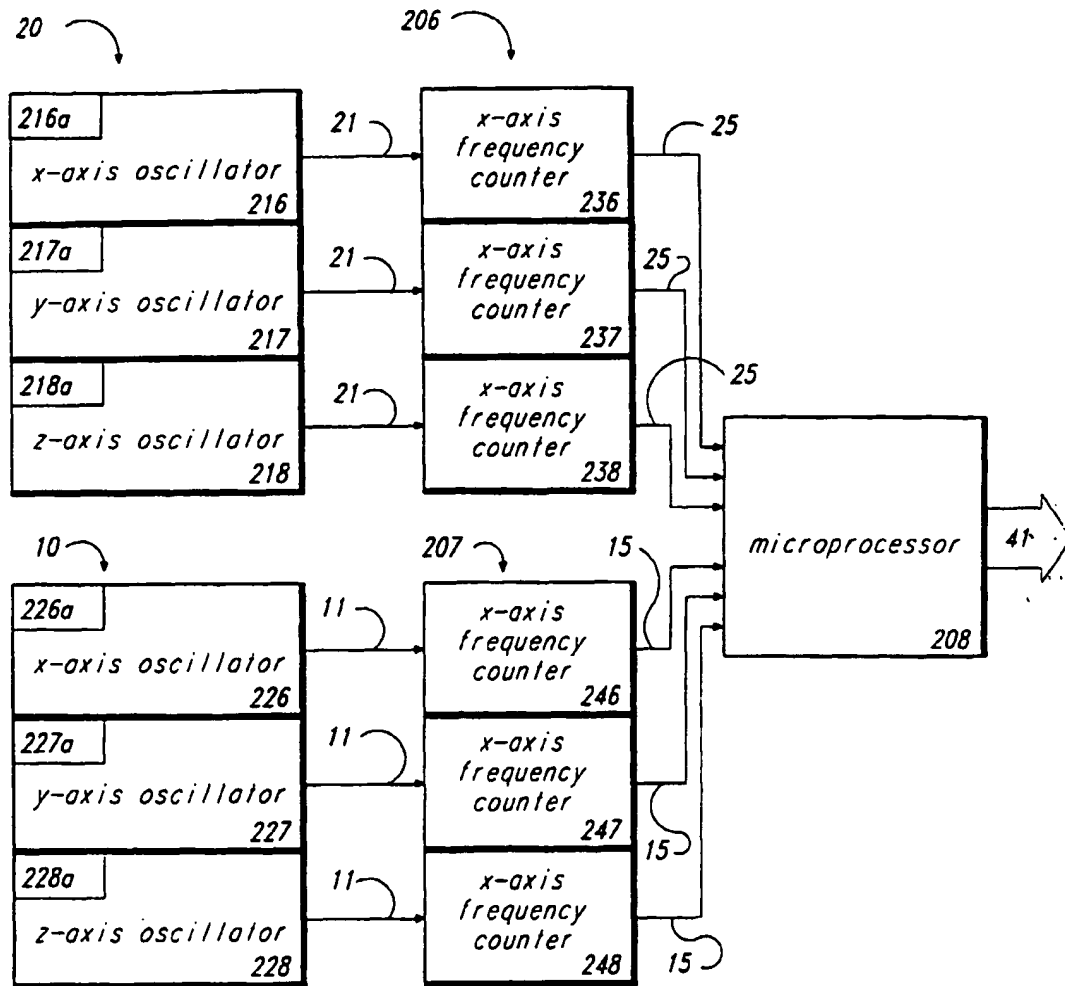 20
206
216a
x-axis oscillator
216
21
x-axis
frequency
counter
236
25
217a
y-axis oscillator
217
21
x-axis
frequency
counter
237
25
218a
z-axis oscillator
218
21
x-axis
frequency
counter
238
25
microprocessor
208
41
10
207
226a
x-axis oscillator
226
11
x-axis
frequency
counter
246
15
227a
y-axis oscillator
227
11
x-axis
frequency
counter
247
15
228a
z-axis oscillator
228
11
x-axis
frequency
counter
248
15